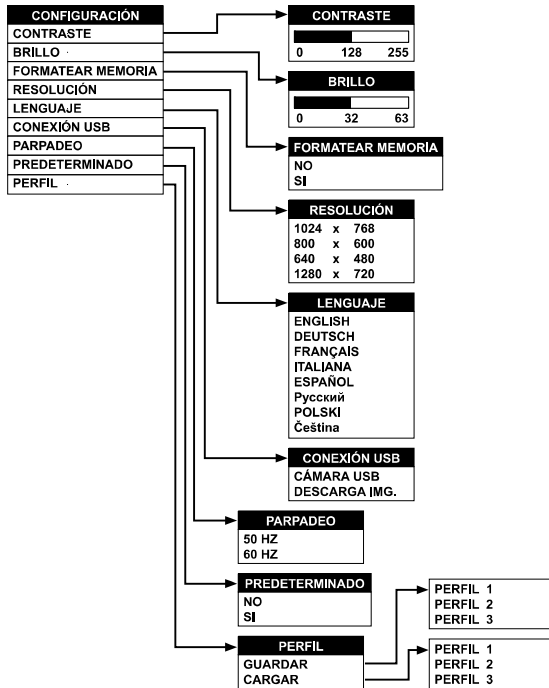 CONFIGURACIÓN
CONTRASTE
BRILLO
FORMATEAR MEMORIA
RESOLUCIÓN
LENGUAJE
CONEXIÓN USB
PARPADEO
PREDETERMINADO
PERFIL
CONTRASTE
0 128 255
BRILLO
0 32 63
FORMATEAR MEMORIA
NO
SI
RESOLUCIÓN
1024 x 768
800 x 600
640 x 480
1280 x 720
LENGUAJE
ENGLISH
DEUTSCH
FRANÇAIS
ITALIANA
ESPAÑOL
Русский
POLSKI
Čeština
CONEXIÓN USB
CÁMARA USB
DESCARGA IMG.
PARPADEO
50 HZ
60 HZ
PREDETERMINADO
NO
SI
PERFIL
GUARDAR
CARGAR
PERFIL 1
PERFIL 2
PERFIL 3
PERFIL 1
PERFIL 2
PERFIL 3